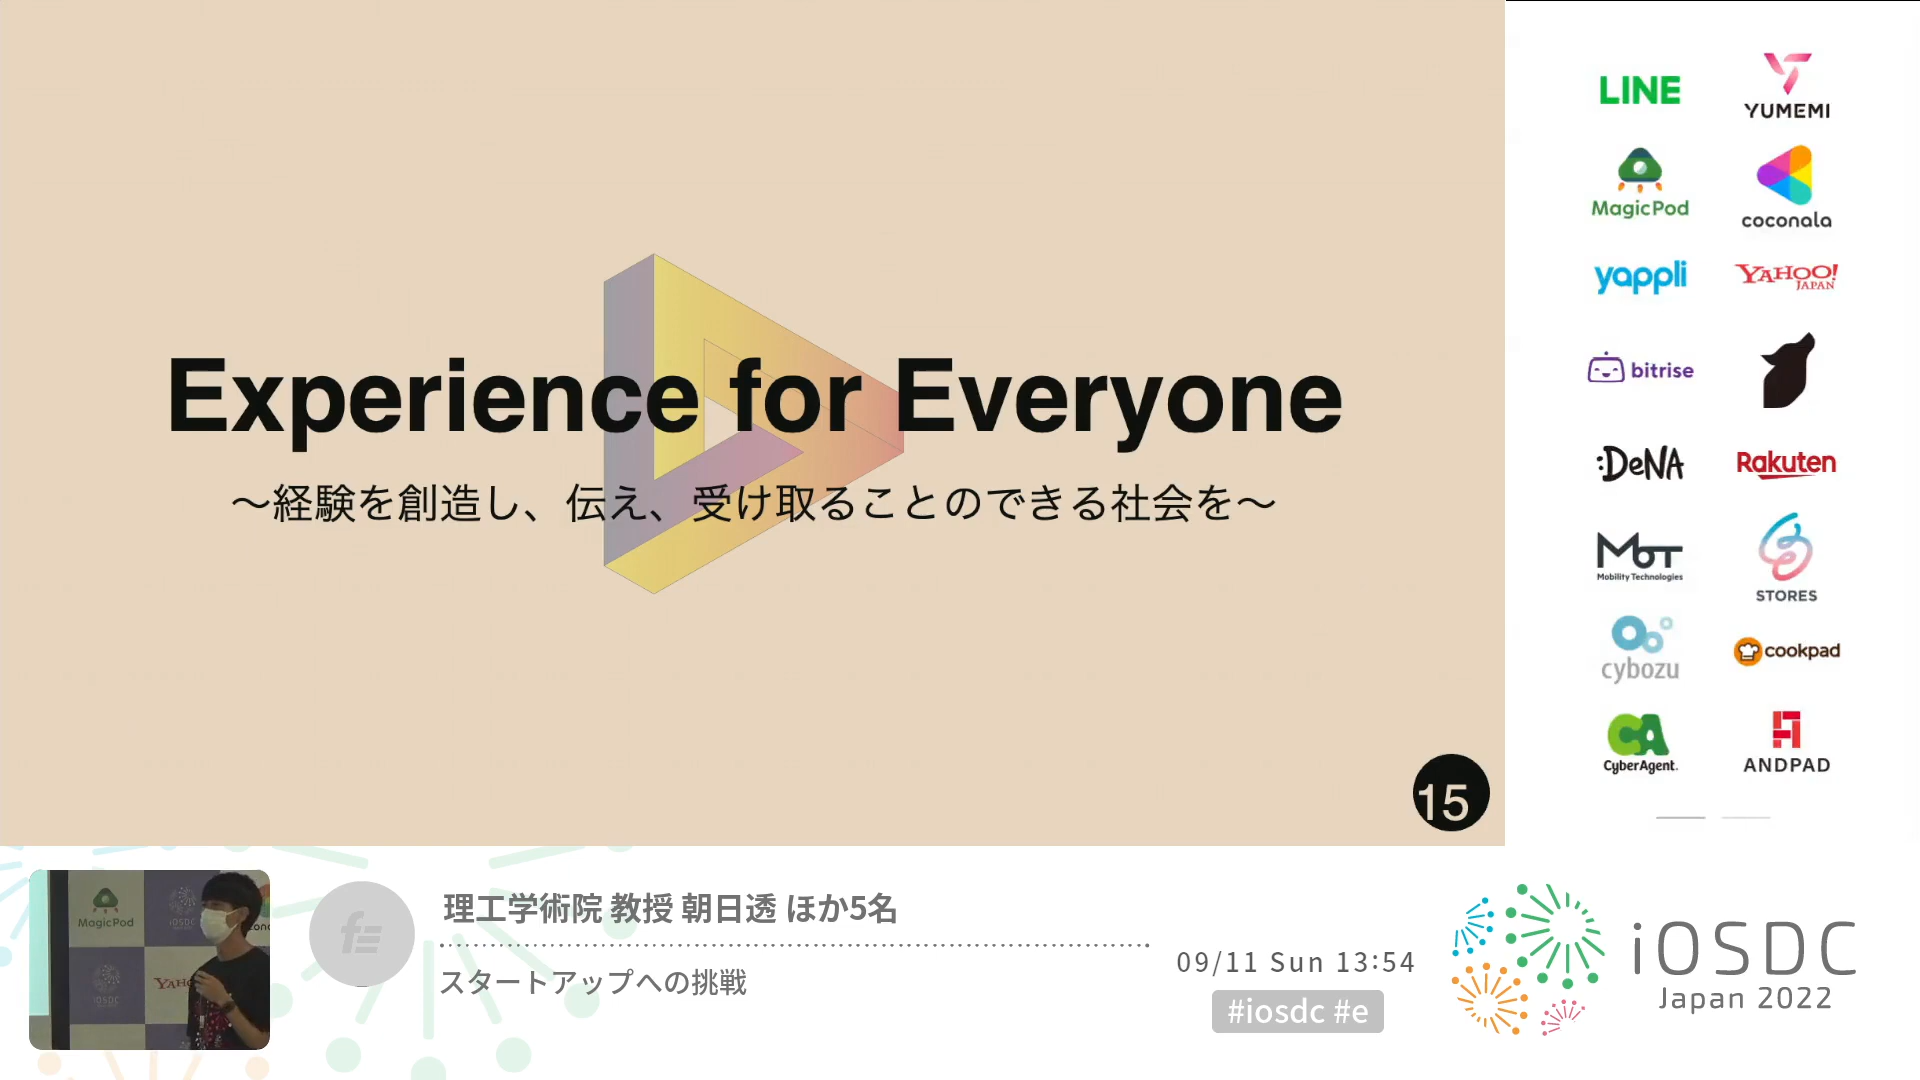 Experience for Everyone
〜経験を創造し、伝え、受け取ることのできる社会を〜
15
LINE
YUMEMI
MagicPod
coconala
yappli
YAHOO!
JAPAN
bitrise
:DeNA
Rakuten
MoT
Mobility Technologies
STORES
cybozu
cookpad
CA
CyberAgent.
ANDPAD
MagicPod
理工学術院 教授 朝日透 ほか5名
スタートアップへの挑戦
09/11 Sun 13:54
#iosdc #e
iOSDC
Japan 2022